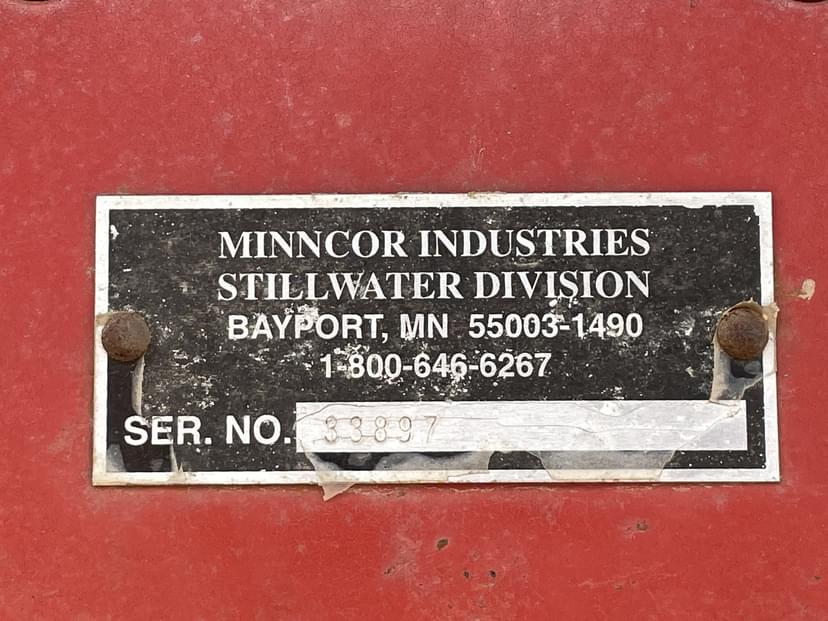 MINNCOR INDUSTRIES
STILLWATER DIVISION
BAYPORT, MN 55003-1490
1-800-646-6267
SER. NO. 33897